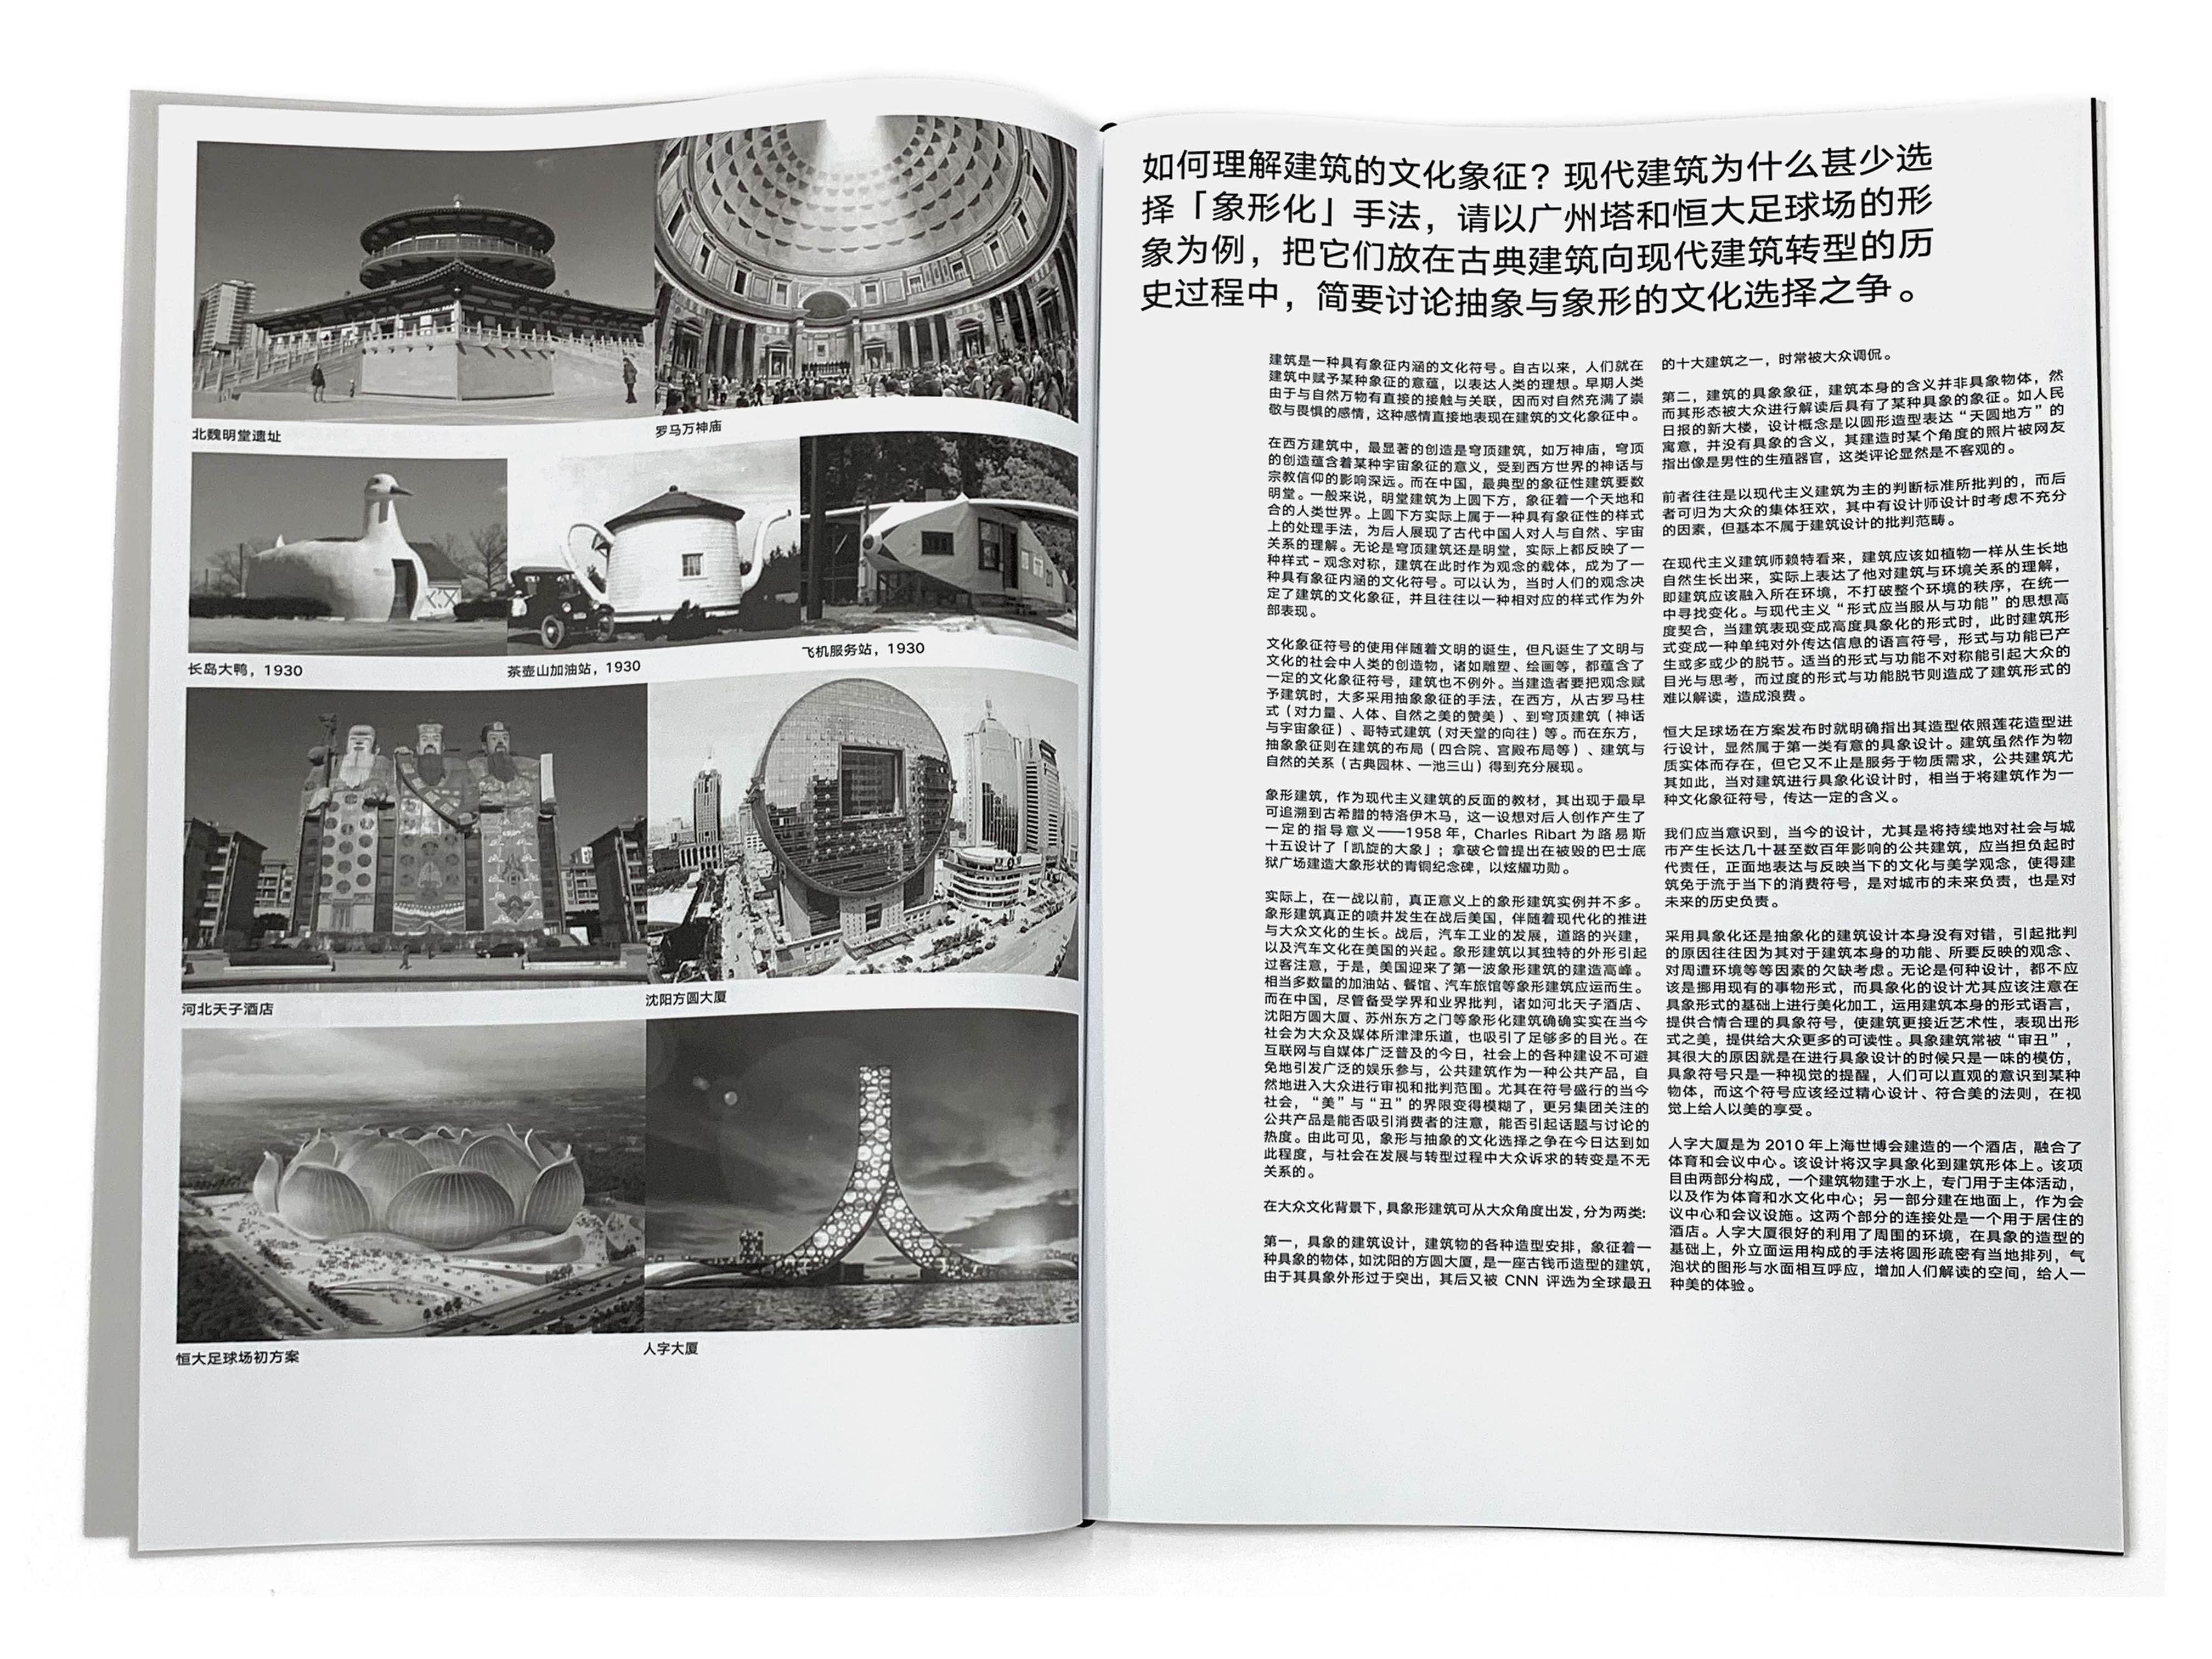 北魏明堂遗址
罗马万神庙
长岛大鸭，1930
茶壶山加油站，1930
飞机服务站，1930
河北天子酒店
沈阳方圆大厦
恒大足球场初方案
人字大厦
如何理解建筑的文化象征？现代建筑为什么甚少选
择「象形化」手法，请以广州塔和恒大足球场的形
象为例，把它们放在古典建筑向现代建筑转型的历
史过程中，简要讨论抽象与象形的文化选择之争。
建筑是一种具有象征内涵的文化符号。自古以来，人们就在
建筑中赋予某种象征的意蕴，以表达人类的理想。早期人类
由于与自然万物有直接的接触与关联，因而对自然充满了崇
敬与畏惧的感情，这种感情直接地表现在建筑的文化象征中。
在西方建筑中，最显著的创造是穹顶建筑，如万神庙，穹顶
的创造蕴含着某种宇宙象征的意义，受到西方世界的神话与
宗教信仰的影响深远。而在中国，最典型的象征性建筑要数
明堂。一般来说，明堂建筑为上圆下方，象征着一个天地和
合的人类世界。上圆下方实际上属于一种具有象征性的样式
上的处理手法，为后人展现了古代中国人对人与自然、宇宙
关系的理解。无论是穹顶建筑还是明堂，实际上都反映了一
种样式－观念对称，建筑在此时作为观念的载体，成为了一
种具有象征内涵的文化符号。可以认为，当时人们的观念决
定了建筑的文化象征，并且往往以一种相对应的样式作为外
部表现。
文化象征符号的使用伴随着文明的诞生，但凡诞生了文明与
文化的社会中人类的创造物，诸如雕塑、绘画等，都蕴含了
一定的文化象征符号，建筑也不例外。当建造者要把观念赋
予建筑时，大多采用抽象象征的手法，在西方，从古罗马柱
式（对力量、人体、自然之美的赞美）、到穹顶建筑（神话
与宇宙象征）、哥特式建筑（对天堂的向往）等。而在东方，
抽象象征则在建筑的布局（四合院、宫殿布局等）、建筑与
自然的关系（古典园林、一池三山）得到充分展现。
象形建筑，作为现代主义建筑的反面的教材，其出现于最早
可追溯到古希腊的特洛伊木马，这一设想对后人创作产生了
一定的指导意义——1958 年，Charles Ribart 为路易斯
十五设计了「凯旋的大象」；拿破仑曾提出在被毁的巴士底
狱广场建造大象形状的青铜纪念碑，以炫耀功勋。
实际上，在一战以前，真正意义上的象形建筑实例并不多。
象形建筑真正的喷井发生在战后美国，伴随着现代化的推进
与大众文化的生长。战后，汽车工业的发展，道路的兴建，
以及汽车文化在美国的兴起。象形建筑以其独特的外形引起
过客注意，于是，美国迎来了第一波象形建筑的建造高峰。
相当多数量的加油站、餐馆、汽车旅馆等象形建筑应运而生。
而在中国，尽管备受学界和业界批判，诸如河北天子酒店、
沈阳方圆大厦、苏州东方之门等象形化建筑确确实实在当今
社会为大众及媒体所津津乐道，也吸引了足够多的目光。在
互联网与自媒体广泛普及的今日，社会上的各种建设不可避
免地引发广泛的娱乐参与，公共建筑作为一种公共产品，自
然地进入大众进行审视和批判范围。尤其在符号盛行的当今
社会，“美”与“丑”的界限变得模糊了，更另集团关注的
公共产品是能否吸引消费者的注意，能否引起话题与讨论的
热度。由此可见，象形与抽象的文化选择之争在今日达到如
此程度，与社会在发展与转型过程中大众诉求的转变是不无
关系的。
在大众文化背景下，具象形建筑可从大众角度出发，分为两类：
第一，具象的建筑设计，建筑物的各种造型安排，象征着一
种具象的物体，如沈阳的方圆大厦，是一座古钱币造型的建筑，
由于其具象外形过于突出，其后又被 CNN 评选为全球最丑
的十大建筑之一，时常被大众调侃。
第二，建筑的具象象征，建筑本身的含义并非具象物体，然
而其形态被大众进行解读后具有了某种具象的象征。如人民
日报的新大楼，设计概念是以圆形造型表达“天圆地方”的
寓意，并没有具象的含义，其建造时某个角度的照片被网友
指出像是男性的生殖器官，这类评论显然是不客观的。
前者往往是以现代主义建筑为主的判断标准所批判的，而后
者可归为大众的集体狂欢，其中有设计师设计时考虑不充分
的因素，但基本不属于建筑设计的批判范畴。
在现代主义建筑师赖特看来，建筑应该如植物一样从生长地
自然生长出来，实际上表达了他对建筑与环境关系的理解，
即建筑应该融入所在环境，不打破整个环境的秩序，在统一
中寻找变化。与现代主义“形式应当服从与功能”的思想高
度契合，当建筑表现变成高度具象化的形式时，此时建筑形
式变成一种单纯对外传达信息的语言符号，形式与功能已产
生或多或少的脱节。适当的形式与功能不对称能引起大众的
目光与思考，而过度的形式与功能脱节则造成了建筑形式的
难以解读，造成浪费。
恒大足球场在方案发布时就明确指出其造型依照莲花造型进
行设计，显然属于第一类有意的具象设计。建筑虽然作为物
质实体而存在，但它又不止是服务于物质需求，公共建筑尤
其如此，当对建筑进行具象化设计时，相当于将建筑作为一
种文化象征符号，传达一定的含义。
我们应当意识到，当今的设计，尤其是将持续地对社会与城
市产生长达几十甚至数百年影响的公共建筑，应当担负起时
代责任，正面地表达与反映当下的文化与美学观念，使得建
筑免于流于当下的消费符号，是对城市的未来负责，也是对
未来的历史负责。
采用具象化还是抽象化的建筑设计本身没有对错，引起批判
的原因往往因为其对于建筑本身的功能、所要反映的观念、
对周遭环境等等因素的欠缺考虑。无论是何种设计，都不应
该是挪用现有的事物形式，而具象化的设计尤其应该注意在
具象形式的基础上进行美化加工，运用建筑本身的形式语言，
提供合情合理的具象符号，使建筑更接近艺术性，表现出形
式之美，提供给大众更多的可读性。具象建筑常被“审丑”，
其很大的原因就是在进行具象设计的时候只是一味的模仿，
具象符号只是一种视觉的提醒，人们可以直观的意识到某种
物体，而这个符号应该经过精心设计、符合美的法则，在视
觉上给人以美的享受。
人字大厦是为 2010 年上海世博会建造的一个酒店，融合了
体育和会议中心。该设计将汉字具象化到建筑形体上。该项
目由两部分构成，一个建筑物建于水上，专门用于主体活动，
以及作为体育和水文化中心；另一部分建在地面上，作为会
议中心和会议设施。这两个部分的连接处是一个用于居住的
酒店。人字大厦很好的利用了周围的环境，在具象的造型的
基础上，外立面运用构成的手法将圆形疏密有当地排列，气
泡状的图形与水面相互呼应，增加人们解读的空间，给人一
种美的体验。